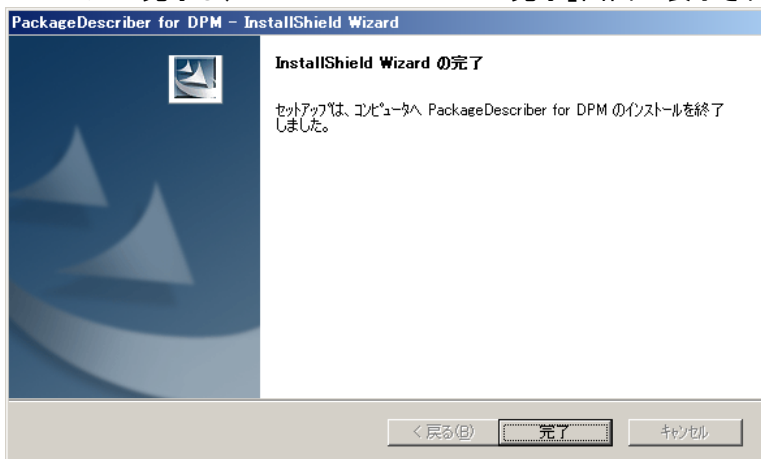 PackageDescriber for DPM - InstallShield Wizard
InstallShield Wizard の完了
セットアップは、コンピュータへ PackageDescriber for DPM のインストールを終了
しました。
< 戻る(B)
完了
キャンセル